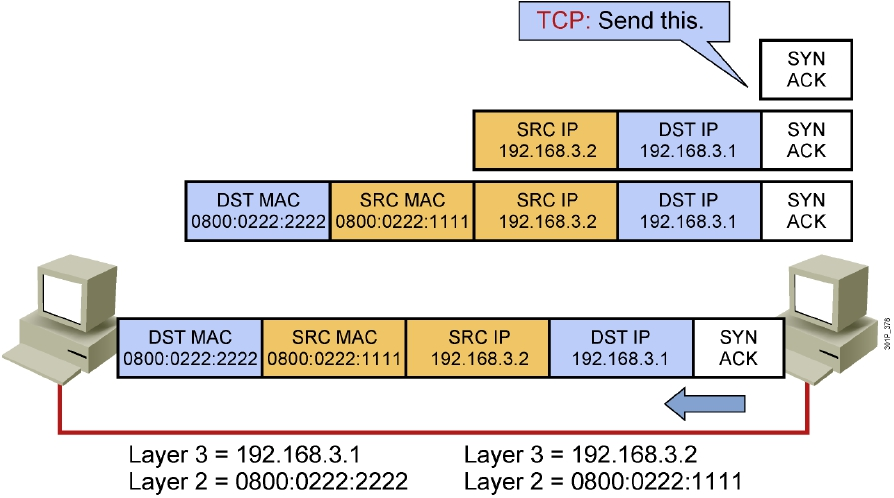 TCP: Send this.
SYN
ACK
SRC IP
192.168.3.2
DST IP
192.168.3.1
SYN
ACK
DST MAC
0800:0222:2222
SRC MAC
0800:0222:1111
SRC IP
192.168.3.2
DST IP
192.168.3.1
SYN
ACK
DST MAC
0800:0222:2222
SRC MAC
0800:0222:1111
SRC IP
192.168.3.2
DST IP
192.168.3.1
SYN
ACK
301P_378
Layer 3 = 192.168.3.1
Layer 2 = 0800:0222:2222
Layer 3 = 192.168.3.2
Layer 2 = 0800:0222:1111